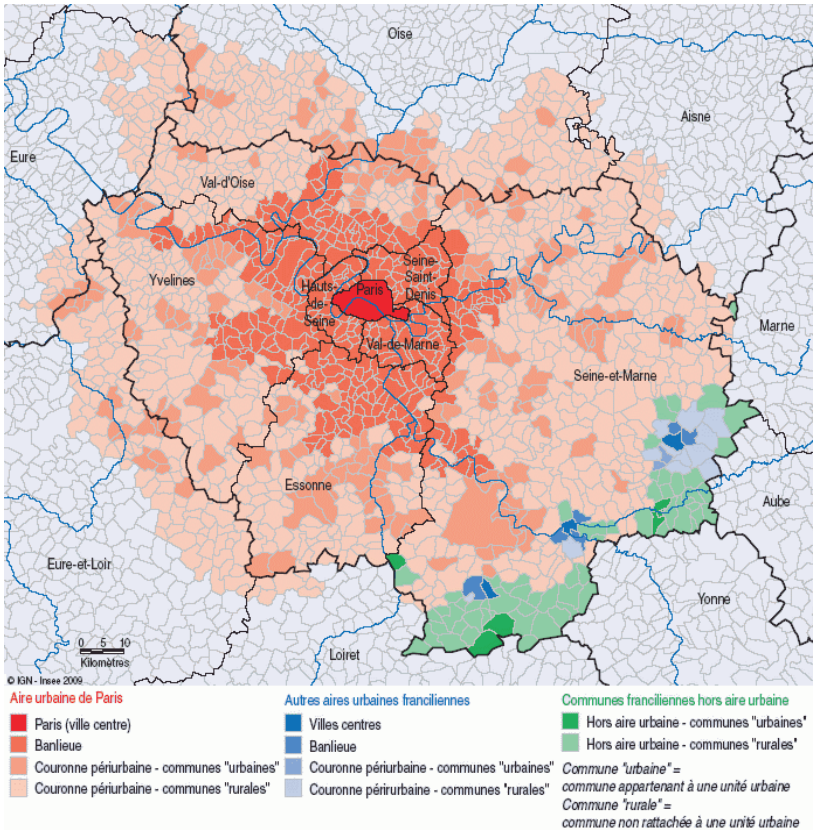 Oise
Aisne
Eure
Val-d'Oise
Yvelines
Seine-
Saint-
Denis
Hauts-
de-
Seine
Paris
Val-de-Marne
Marne
Seine-et-Marne
Essonne
Aube
Eure-et-Loir
Yonne
Loiret
0 5 10
Kilomètres
© IGN - Insee 2009
Aire urbaine de Paris
Paris (ville centre)
Banlieue
Couronne périurbaine - communes "urbaines"
Couronne périurbaine - communes "rurales"
Autres aires urbaines franciliennes
Villes centres
Banlieue
Couronne périurbaine - communes "urbaines"
Couronne périrurbaine - communes "rurales"
Communes franciliennes hors aire urbaine
Hors aire urbaine - communes "urbaines"
Hors aire urbaine - communes "rurales"
Commune "urbaine" =
commune appartenant à une unité urbaine
Commune "rurale" =
commune non rattachée à une unité urbaine